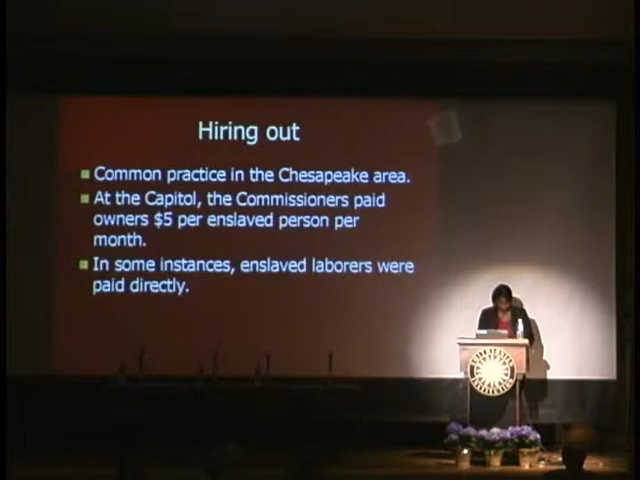 Hiring out
Common practice in the Chesapeake area.
At the Capitol, the Commissioners paid
owners $5 per enslaved person per
month.
In some instances, enslaved laborers were
paid directly.